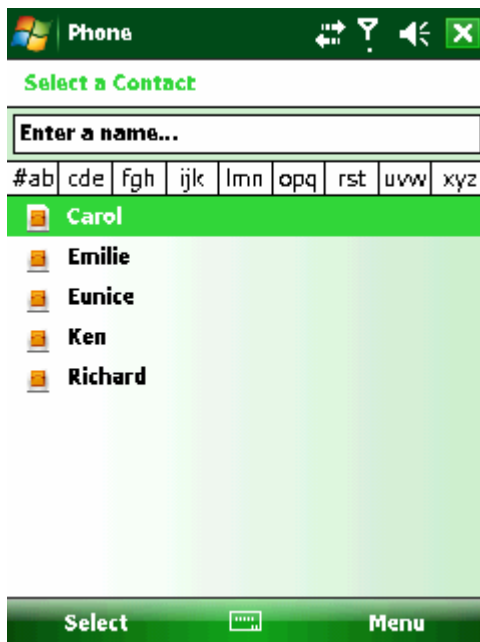 Phone
Select a Contact
Enter a name...
#ab cde fgh ijk lmn opq rst uvw xyz
Carol
Emilie
Eunice
Ken
Richard
Select Menu